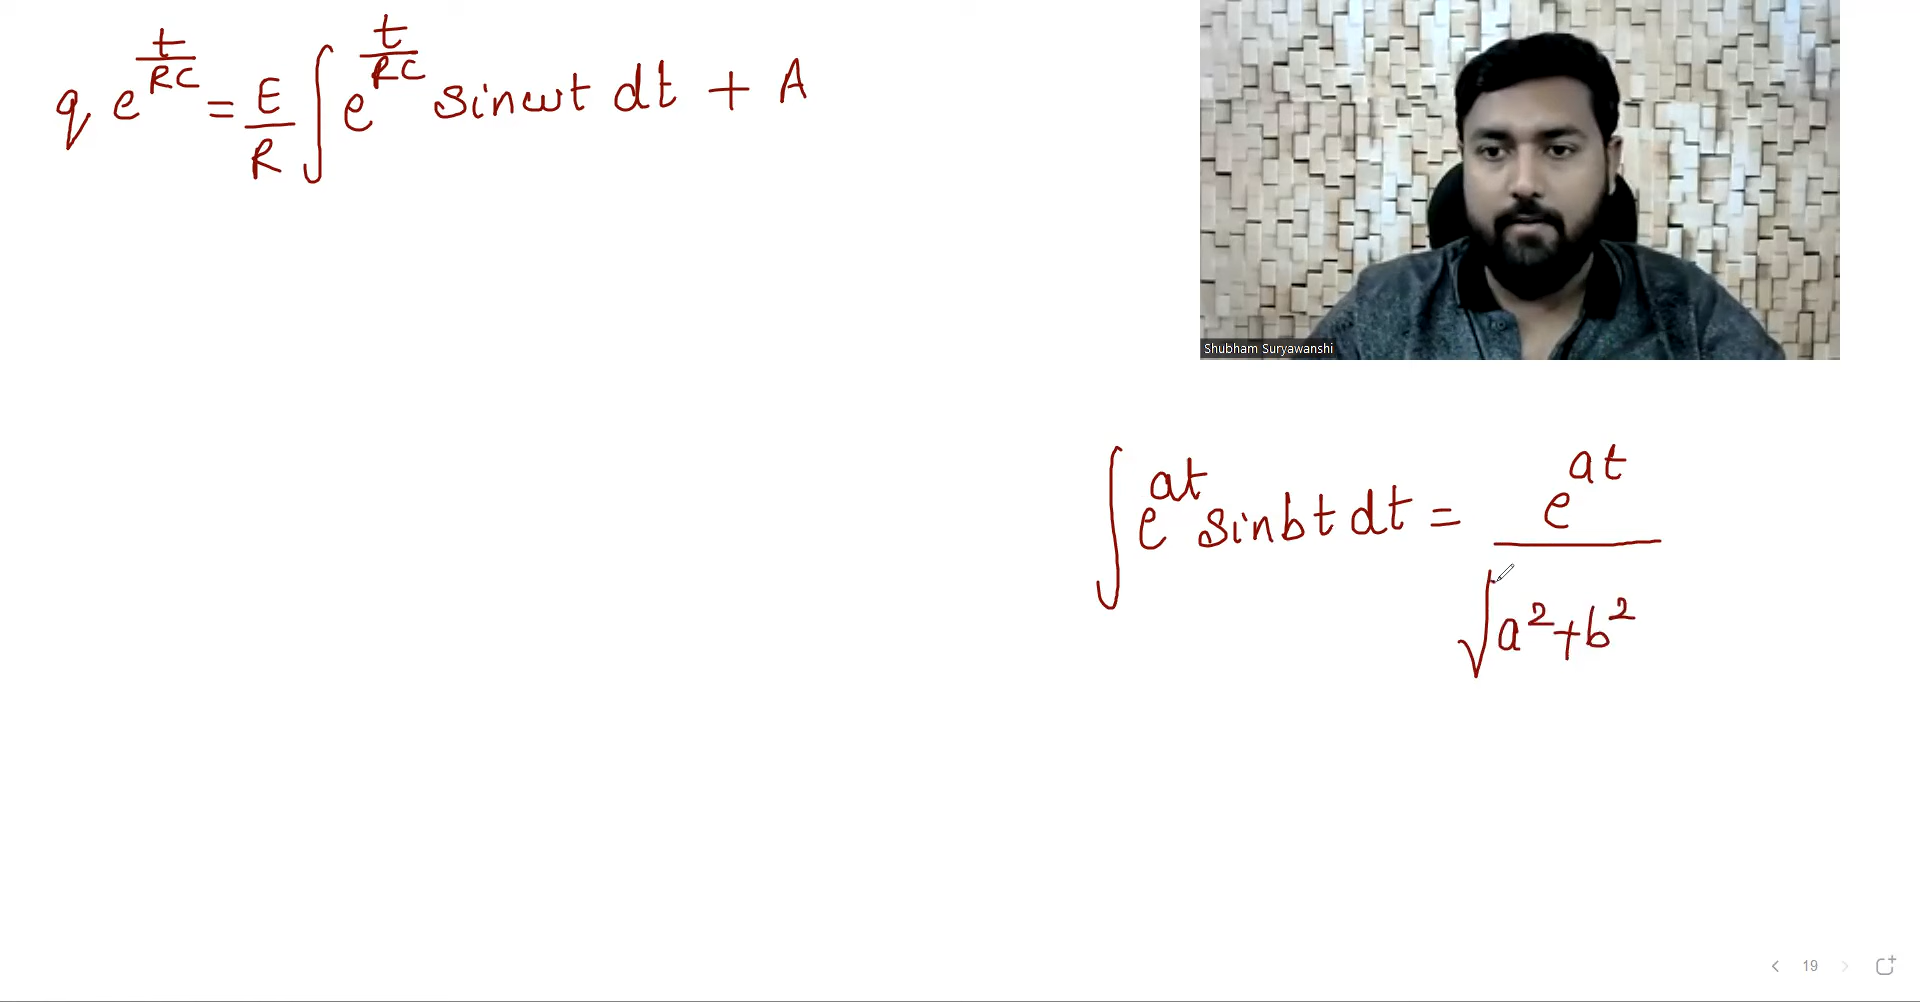 q e^{t/RC} = E/R ∫ e^{t/RC} sinωt dt + A
Shubham Suryawanshi
∫ e^{at} sinbt dt = e^{at} / √a²+b²
19